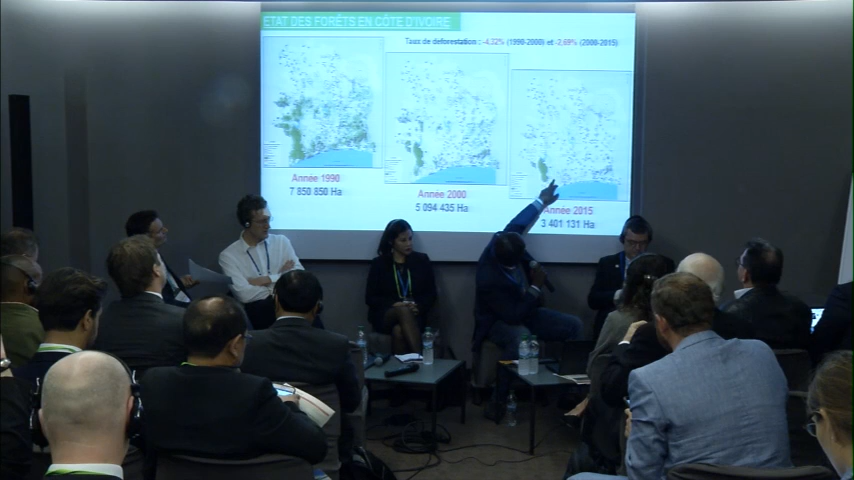 ETAT DES FORÊTS EN CÔTE D'IVOIRE
Taux de deforestation : -4,32% (1990-2000) et -2,69% (2000-2015)
Année 1990
7 850 850 Ha
Année 2000
5 094 435 Ha
Année 2015
3 401 131 Ha